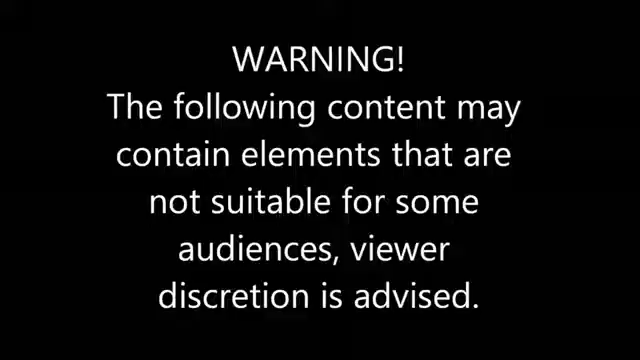 WARNING!
The following content may
contain elements that are
not suitable for some
audiences, viewer
discretion is advised.